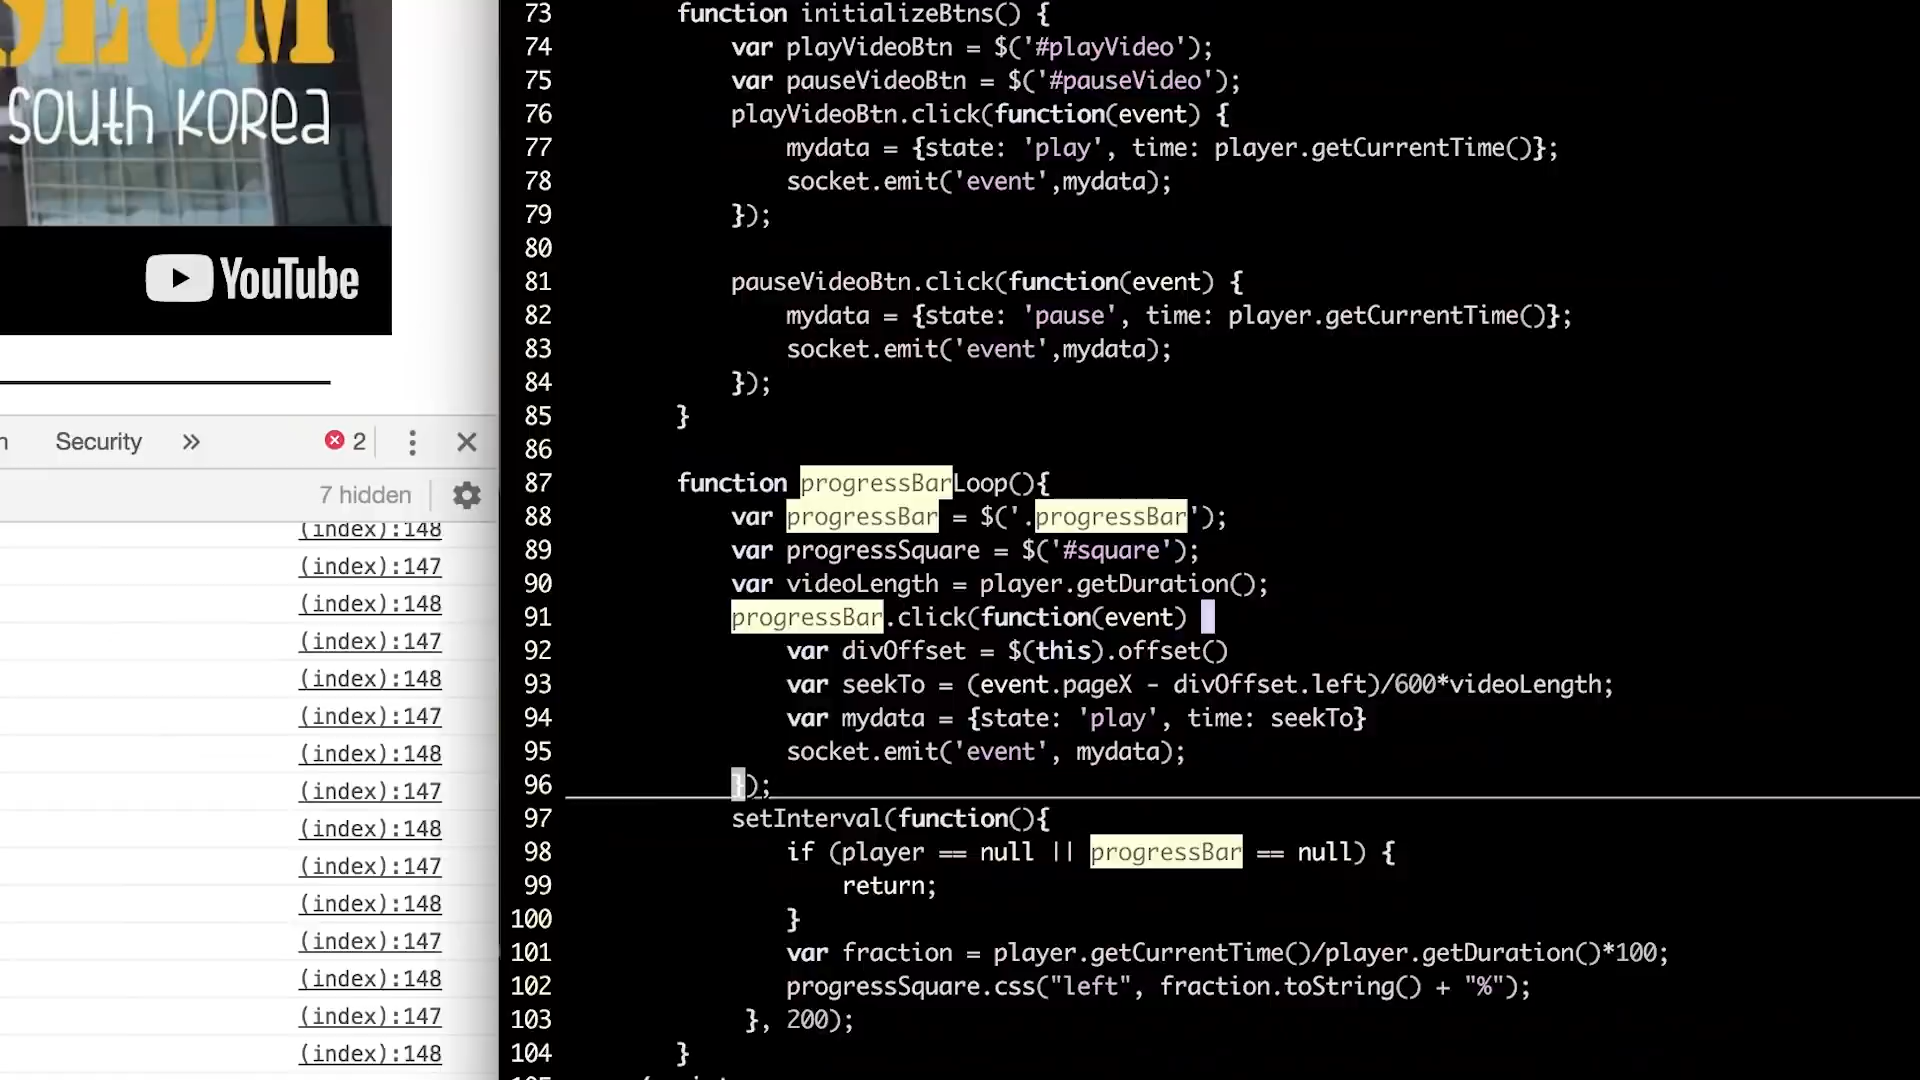 SEUM
South Korea
YouTube
Security »
2
7 hidden
(index):148
(index):147
(index):148
(index):147
(index):148
(index):147
(index):148
(index):147
(index):148
(index):147
(index):148
(index):147
(index):148
(index):147
(index):148
73 function initializeBtns() {
74 var playVideoBtn = $('#playVideo');
75 var pauseVideoBtn = $('#pauseVideo');
76 playVideoBtn.click(function(event) {
77 mydata = {state: 'play', time: player.getCurrentTime()};
78 socket.emit('event',mydata);
79 });
80
81 pauseVideoBtn.click(function(event) {
82 mydata = {state: 'pause', time: player.getCurrentTime()};
83 socket.emit('event',mydata);
84 });
85 }
86
87 function progressBarLoop(){
88 var progressBar = $('.progressBar');
89 var progressSquare = $('#square');
90 var videoLength = player.getDuration();
91 progressBar.click(function(event)
92 var divOffset = $(this).offset()
93 var seekTo = (event.pageX - divOffset.left)/600*videoLength;
94 var mydata = {state: 'play', time: seekTo}
95 socket.emit('event', mydata);
96 });
97 setInterval(function(){
98 if (player == null || progressBar == null) {
99 return;
100 }
101 var fraction = player.getCurrentTime()/player.getDuration()*100;
102 progressSquare.css("left", fraction.toString() + "%");
103 }, 200);
104 }